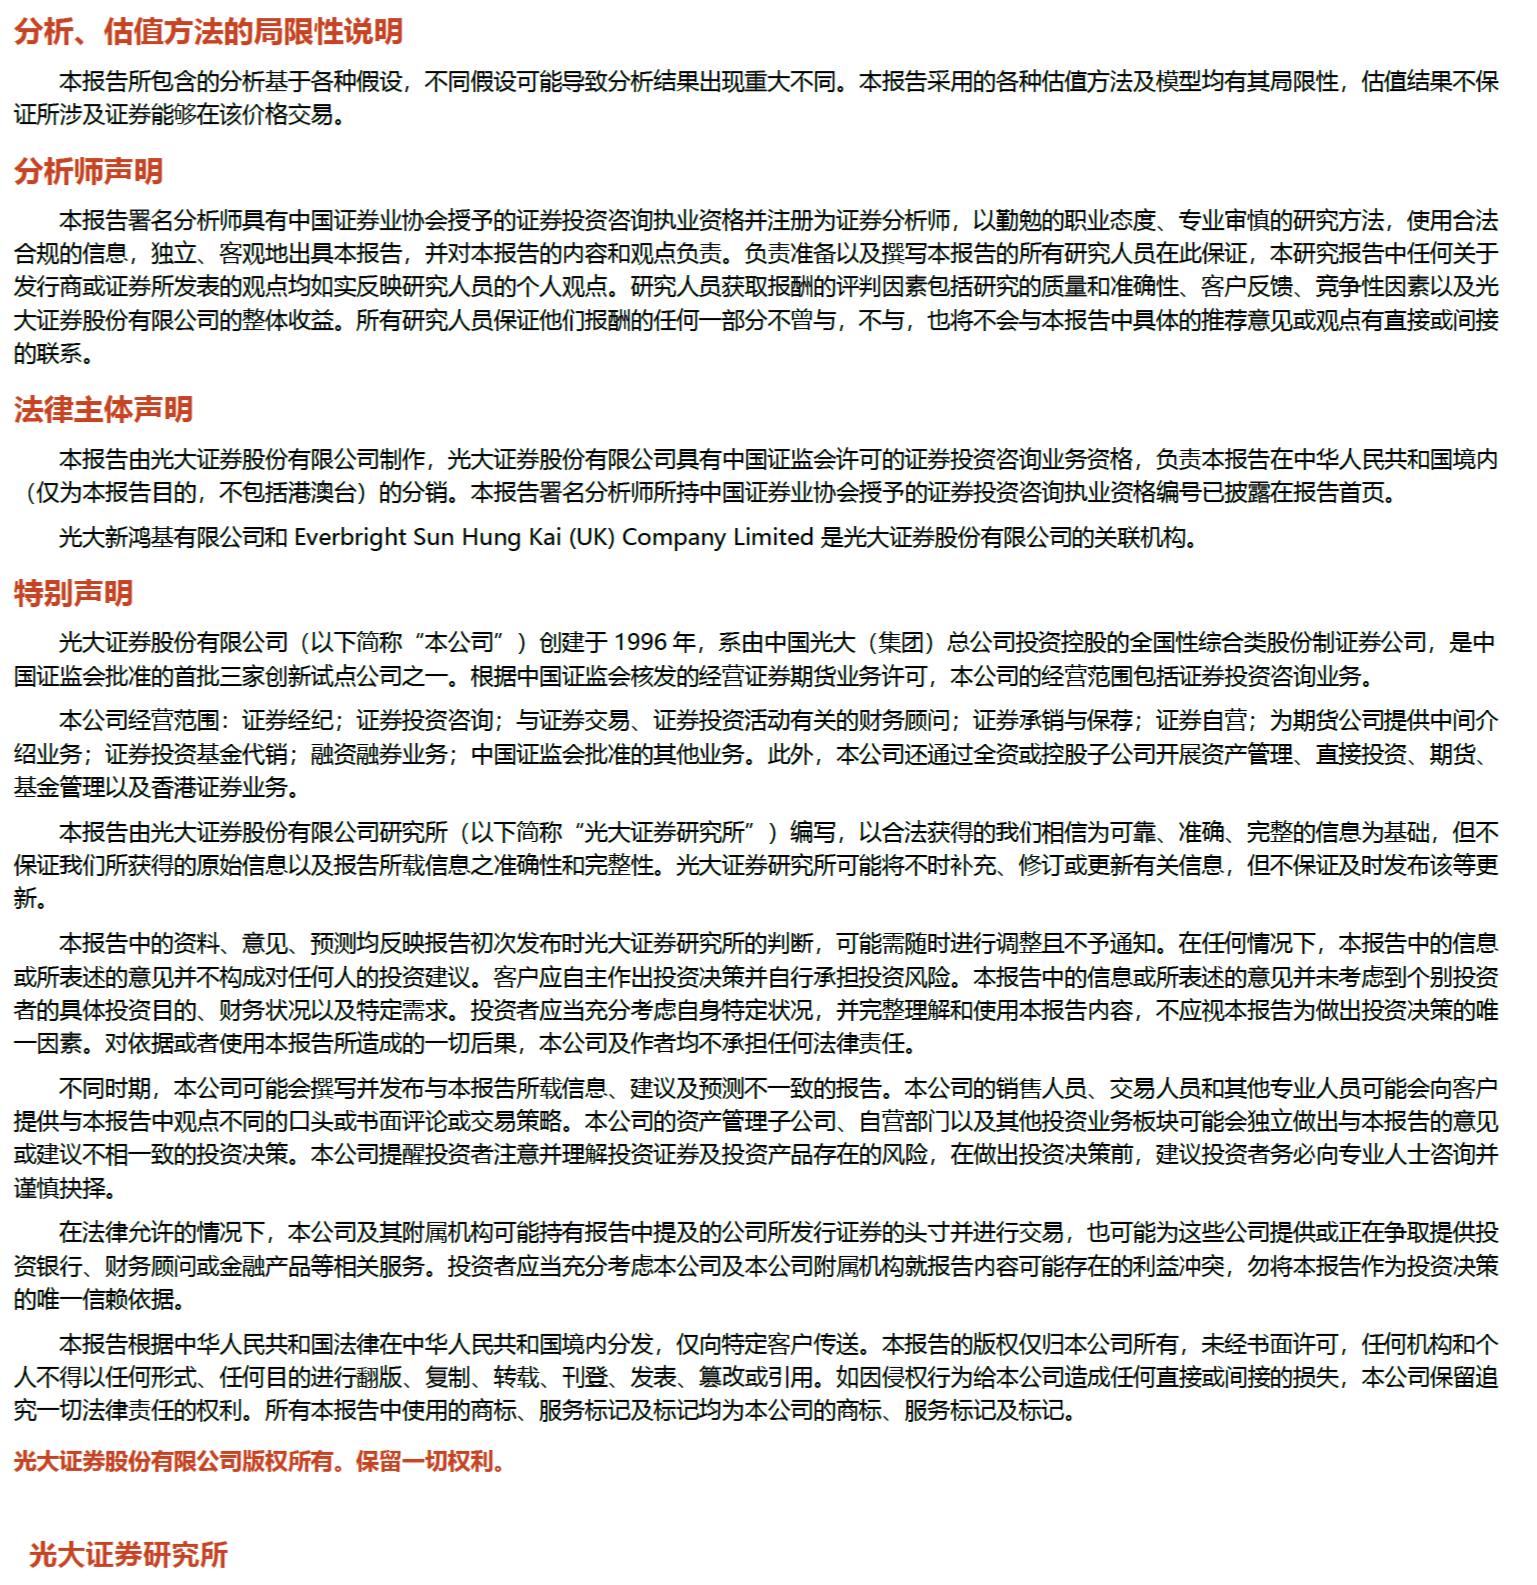 分析、估值方法的局限性说明
本报告所包含的分析基于各种假设，不同假设可能导致分析结果出现重大不同。本报告采用的各种估值方法及模型均有其局限性，估值结果不保
证所涉及证券能够在该价格交易。
分析师声明
本报告署名分析师具有中国证券业协会授予的证券投资咨询执业资格并注册为证券分析师，以勤勉的职业态度、专业审慎的研究方法，使用合法
合规的信息，独立、客观地出具本报告，并对本报告的内容和观点负责。负责准备以及撰写本报告的所有研究人员在此保证，本研究报告中任何关于
发行商或证券所发表的观点均如实反映研究人员的个人观点。研究人员获取报酬的评判因素包括研究的质量和准确性、客户反馈、竞争性因素以及光
大证券股份有限公司的整体收益。所有研究人员保证他们报酬的任何一部分不曾与，不与，也将不会与本报告中具体的推荐意见或观点有直接或间接
的联系。
法律主体声明
本报告由光大证券股份有限公司制作，光大证券股份有限公司具有中国证监会许可的证券投资咨询业务资格，负责本报告在中华人民共和国境内
（仅为本报告目的，不包括港澳台）的分销。本报告署名分析师所持中国证券业协会授予的证券投资咨询执业资格编号已披露在报告首页。
光大新鸿基有限公司和 Everbright Sun Hung Kai (UK) Company Limited 是光大证券股份有限公司的关联机构。
特别声明
光大证券股份有限公司（以下简称“本公司”）创建于 1996 年，系由中国光大（集团）总公司投资控股的全国性综合类股份制证券公司，是中
国证监会批准的首批三家创新试点公司之一。根据中国证监会核发的经营证券期货业务许可，本公司的经营范围包括证券投资咨询业务。
本公司经营范围：证券经纪；证券投资咨询；与证券交易、证券投资活动有关的财务顾问；证券承销与保荐；证券自营；为期货公司提供中间介
绍业务；证券投资基金代销；融资融券业务；中国证监会批准的其他业务。此外，本公司还通过全资或控股子公司开展资产管理、直接投资、期货、
基金管理以及香港证券业务。
本报告由光大证券股份有限公司研究所（以下简称“光大证券研究所”）编写，以合法获得的我们相信为可靠、准确、完整的信息为基础，但不
保证我们所获得的原始信息以及报告所载信息之准确性和完整性。光大证券研究所可能将不时补充、修订或更新有关信息，但不保证及时发布该等更
新。
本报告中的资料、意见、预测均反映报告初次发布时光大证券研究所的判断，可能需随时进行调整且不予通知。在任何情况下，本报告中的信息
或所表述的意见并不构成对任何人的投资建议。客户应自主作出投资决策并自行承担投资风险。本报告中的信息或所表述的意见并未考虑到个别投资
者的具体投资目的、财务状况以及特定需求。投资者应当充分考虑自身特定状况，并完整理解和使用本报告内容，不应视本报告为做出投资决策的唯
一因素。对依据或者使用本报告所造成的一切后果，本公司及作者均不承担任何法律责任。
不同时期，本公司可能会撰写并发布与本报告所载信息、建议及预测不一致的报告。本公司的销售人员、交易人员和其他专业人员可能会向客户
提供与本报告中观点不同的口头或书面评论或交易策略。本公司的资产管理子公司、自营部门以及其他投资业务板块可能会独立做出与本报告的意见
或建议不相一致的投资决策。本公司提醒投资者注意并理解投资证券及投资产品存在的风险，在做出投资决策前，建议投资者务必向专业人士咨询并
谨慎抉择。
在法律允许的情况下，本公司及其附属机构可能持有报告中提及的公司所发行证券的头寸并进行交易，也可能为这些公司提供或正在争取提供投
资银行、财务顾问或金融产品等相关服务。投资者应当充分考虑本公司及本公司附属机构就报告内容可能存在的利益冲突，勿将本报告作为投资决策
的唯一信赖依据。
本报告根据中华人民共和国法律在中华人民共和国境内分发，仅向特定客户传送。本报告的版权仅归本公司所有，未经书面许可，任何机构和个
人不得以任何形式、任何目的进行翻版、复制、转载、刊登、发表、篡改或引用。如因侵权行为给本公司造成任何直接或间接的损失，本公司保留追
究一切法律责任的权利。所有本报告中使用的商标、服务标记及标记均为本公司的商标、服务标记及标记。
光大证券股份有限公司版权所有。保留一切权利。
光大证券研究所